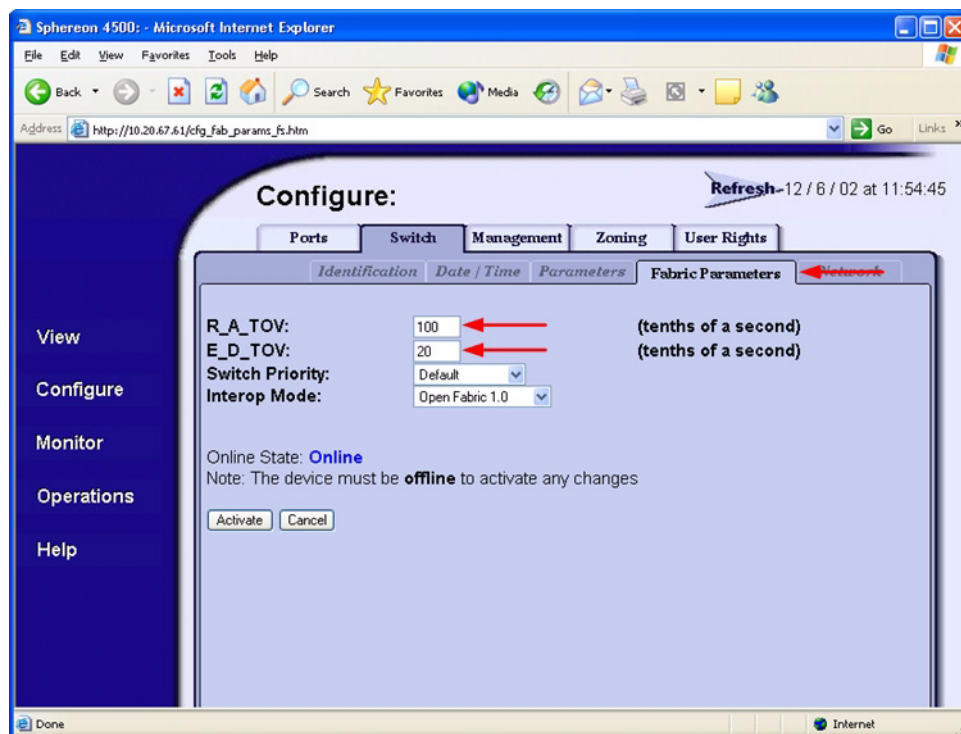 Sphereon 4500: - Microsoft Internet Explorer
File Edit View Favorites Tools Help
Back Search Favorites Media
Address http://10.20.67.61/cfg_fab_params_fs.htm Go Links »
Configure: Refresh-12 / 6 / 02 at 11:54:45
Ports Switch Management Zoning User Rights
Identification Date / Time Parameters Fabric Parameters Network
R_A_TOV: 100 (tenths of a second)
E_D_TOV: 20 (tenths of a second)
Switch Priority: Default
Interop Mode: Open Fabric 1.0
Online State: Online
Note: The device must be offline to activate any changes
Activate Cancel
View
Configure
Monitor
Operations
Help
Done Internet